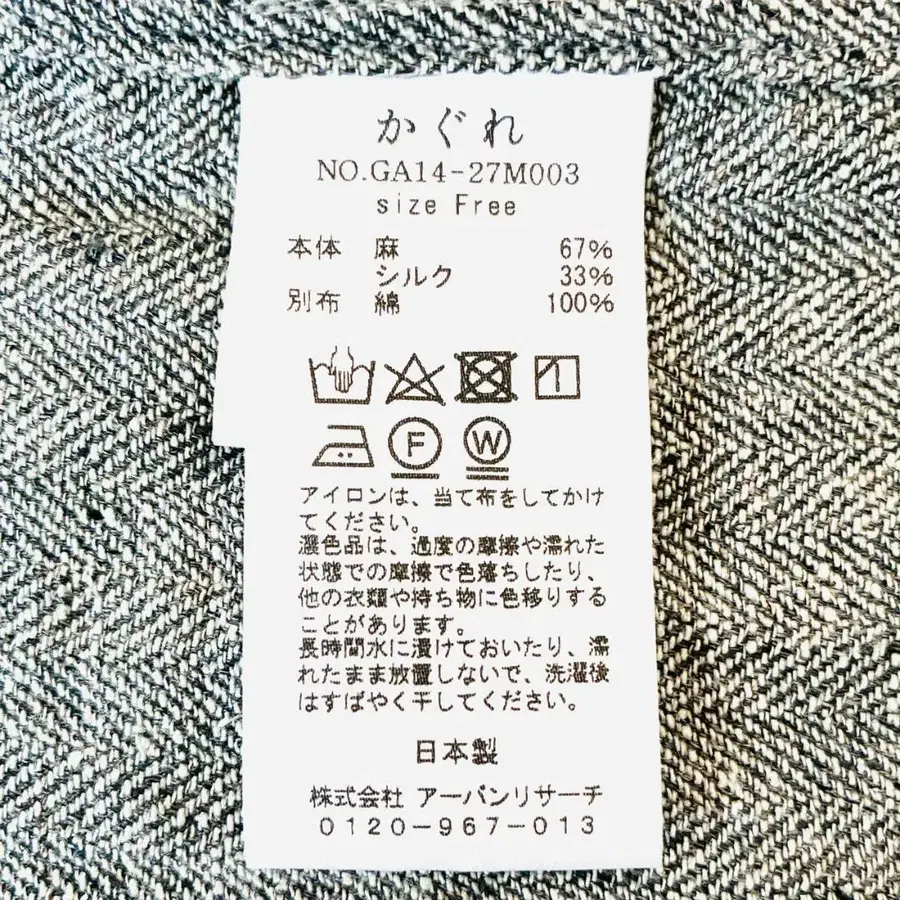 かぐれ
NO.GA14-27M003
size Free
本体 麻 67%
シルク 33%
別布 綿 100%
F W
アイロンは、当て布をしてかけ
てください。
濃色品は、過度の摩擦や濡れた
状態での摩擦で色落ちしたり、
他の衣類や持ち物に色移りする
ことがあります。
長時間水に漬けておいたり、濡
れたまま放置しないで、洗濯後
はすばやく干してください。
日本製
株式会社 アーバンリサーチ
0120-967-013